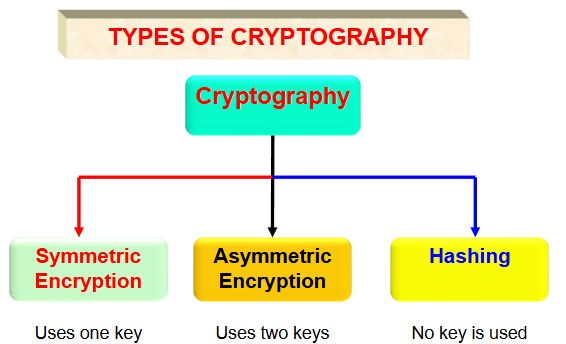 TYPES OF CRYPTOGRAPHY
Cryptography
Symmetric
Encryption
Asymmetric
Encryption
Hashing
Uses one key
Uses two keys
No key is used